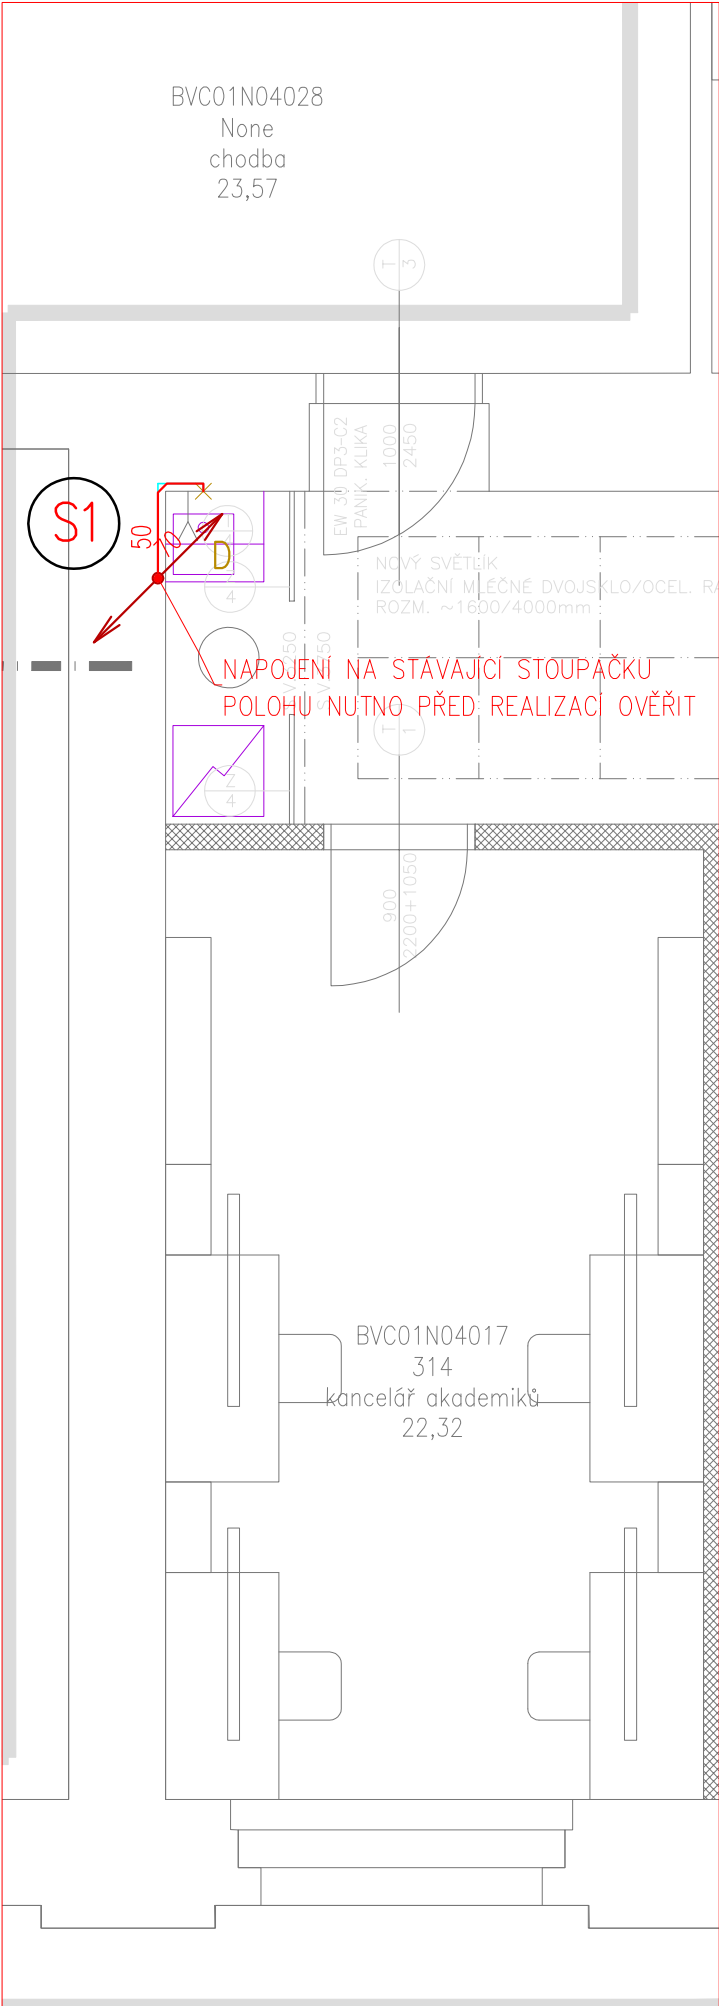 BVC01N04028
None
chodba
23,57
T
3
EW 30 DP3-C2
PANIK. KLIKA
1000
2450
S1
50
70
D
NOVÝ SVĚTLÍK
IZOLAČNÍ MLÉČNÉ DVOJSKLO/OCEL.
ROZM. ~1600/4000mm
4
NAPOJENÍ NA STÁVAJÍCÍ STOUPAČKU
POLOHU NUTNO PŘED REALIZACÍ OVĚŘIT
T
1
Z
4
900
2200+1050
BVC01N04017
314
kancelář akademiků
22,32